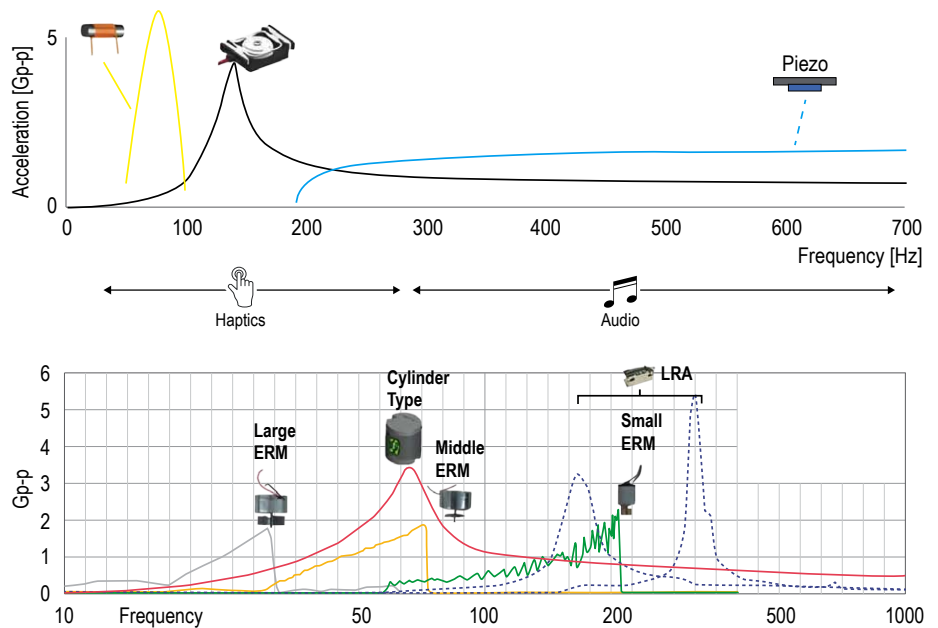 Acceleration [Gp-p]
5
0
Piezo
0 100 200 300 400 500 600 700
Frequency [Hz]
Haptics
Audio
Gp-p
6
5
4
3
2
1
0
Large
ERM
Cylinder
Type
Middle
ERM
LRA
Small
ERM
10 Frequency 50 100 200 500 1000